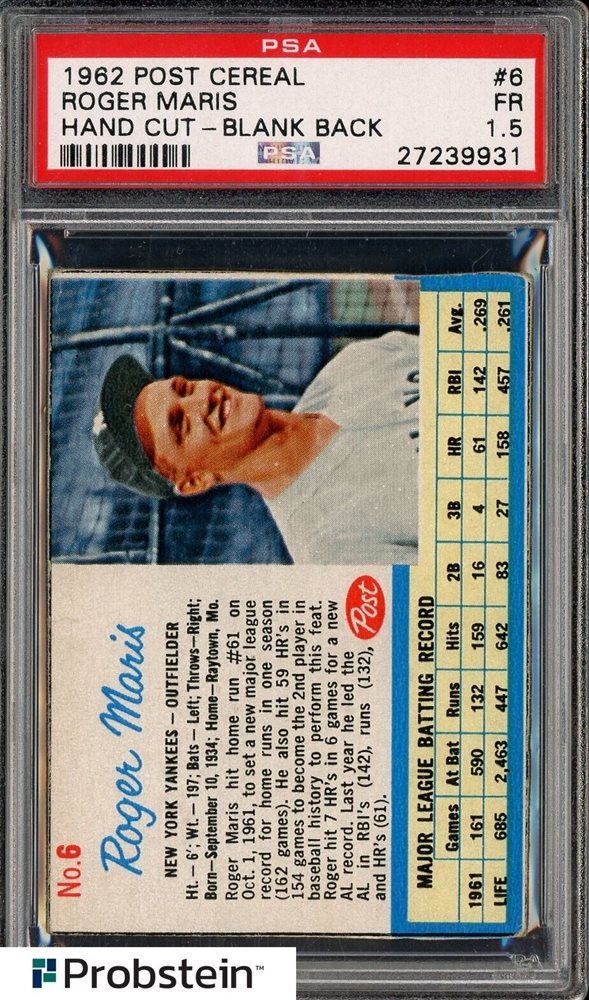 PSA
1962 POST CEREAL #6
ROGER MARIS FR
HAND CUT - BLANK BACK 1.5
PSA 27239931
No.6
Roger Maris
NEW YORK YANKEES — OUTFIELDER
Ht. — 6'; Wt. — 197; Bats — Left; Throws—Right;
Born—September 10, 1934; Home—Raytown, Mo.
Roger Maris hit home run #61 on
Oct. 1, 1961, to set a new major league
record for home runs in one season
(162 games). He also hit 59 HR's in
154 games to become the 2nd player in
baseball history to perform this feat.
Roger hit 7 HR's in 6 games for a new
AL record. Last year he led the
AL in RBI's (142), runs (132),
and HR's (61).
Post
MAJOR LEAGUE BATTING RECORD
Games At Bat Runs Hits 2B 3B HR RBI Avg.
1961 161 590 132 159 16 4 61 142 .269
LIFE 685 2,463 447 642 83 27 158 457 .261
Probstein™